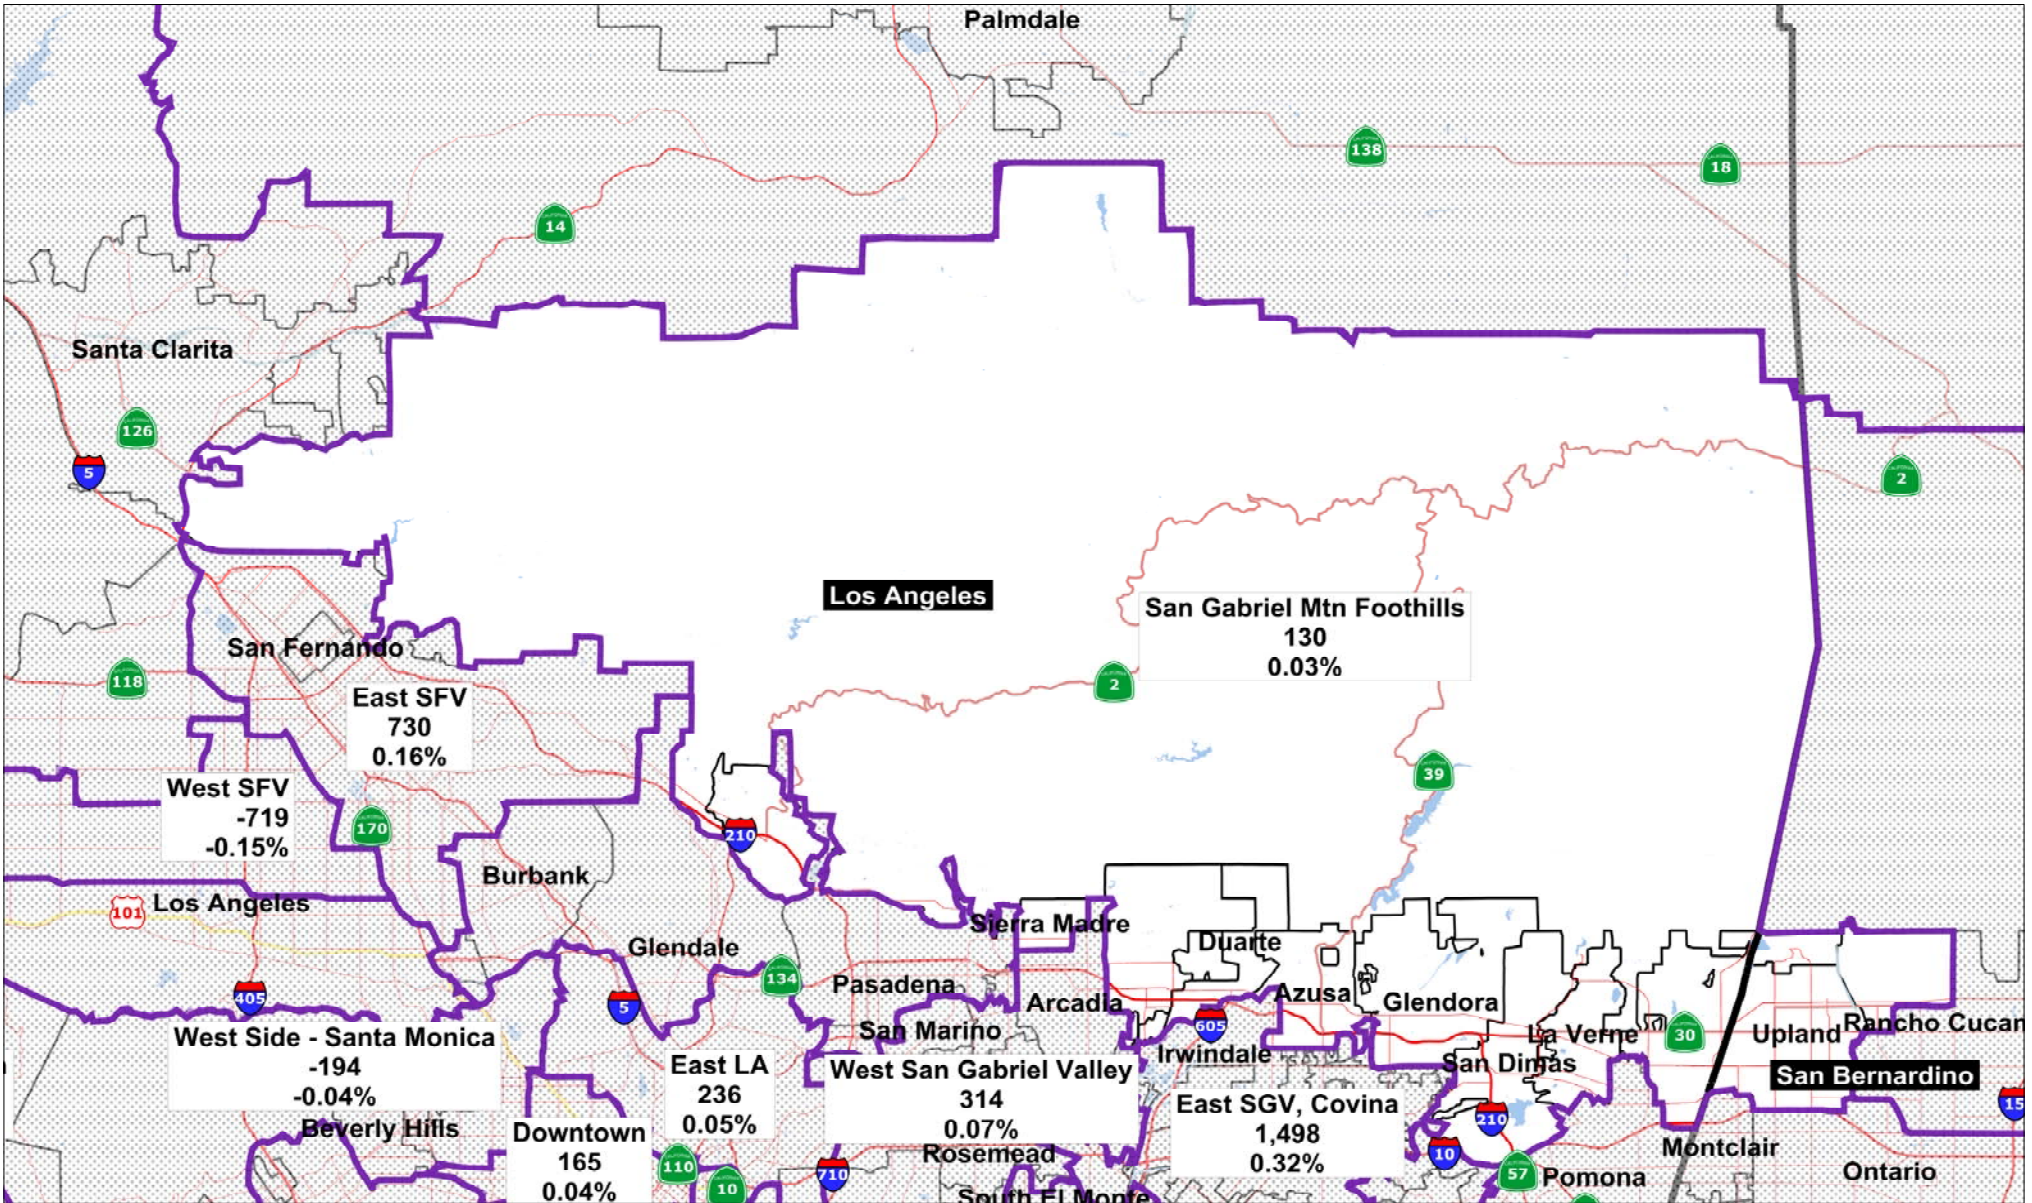 Palmdale
138
18
14
Santa Clarita
126
5
2
Los Angeles
San Gabriel Mtn Foothills
130
0.03%
San Fernando
118
2
East SFV
730
0.16%
39
West SFV
-719
-0.15%
170
210
Burbank
101
Los Angeles
Sierra Madre
Glendale
Duarte
134
Pasadena
405
5
Arcadia
Azusa
Glendora
San Marino
605
La Verne
30
Upland
Rancho Cucan
West Side - Santa Monica
-194
-0.04%
Irwindale
San Dimas
East LA
236
0.05%
West San Gabriel Valley
314
0.07%
San Bernardino
East SGV, Covina
1,498
0.32%
210
15
Beverly Hills
Downtown
165
0.04%
110
10
710
Rosemead
10
57
Montclair
Pomona
Ontario
South El Monte